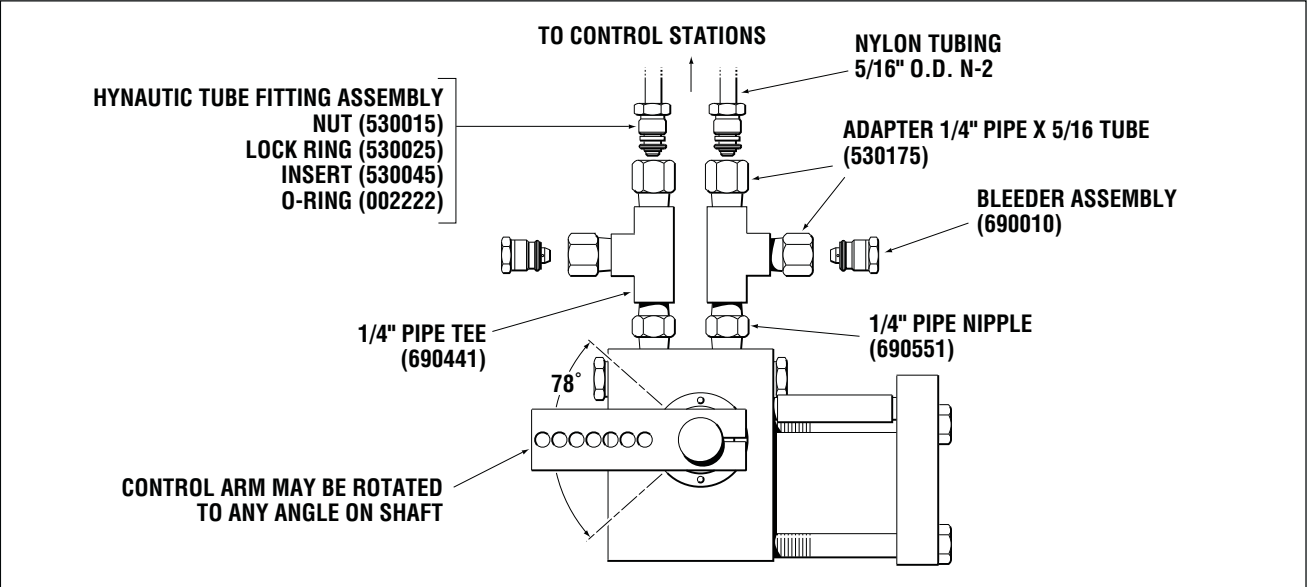 TO CONTROL STATIONS
NYLON TUBING
5/16" O.D. N-2
HYNAUTIC TUBE FITTING ASSEMBLY
NUT (530015)
LOCK RING (530025)
INSERT (530045)
O-RING (002222)
ADAPTER 1/4" PIPE X 5/16 TUBE
(530175)
BLEEDER ASSEMBLY
(690010)
1/4" PIPE TEE
(690441)
1/4" PIPE NIPPLE
(690551)
78°
CONTROL ARM MAY BE ROTATED
TO ANY ANGLE ON SHAFT